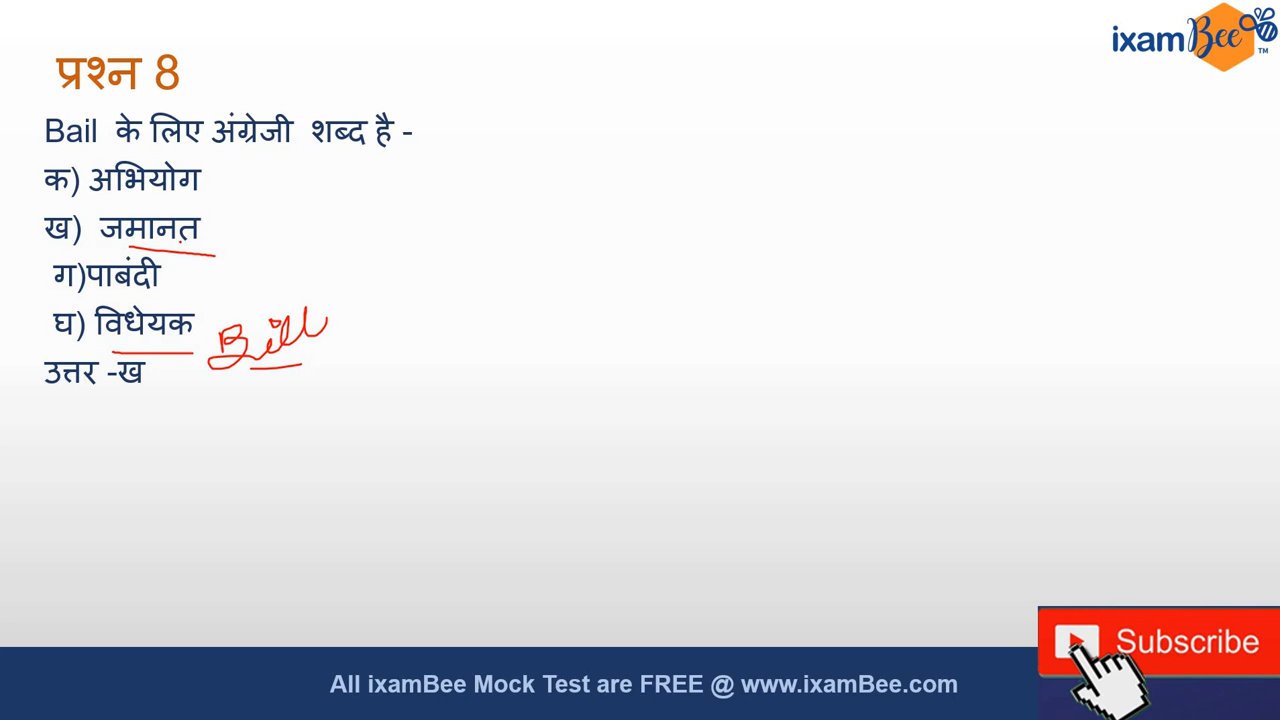 ixamBee TM
प्रश्न 8
Bail के लिए अंग्रेजी शब्द है -
क) अभियोग
ख) जमानत
ग)पाबंदी
घ) विधेयक Bill
उत्तर -ख
Subscribe
All ixamBee Mock Test are FREE @ www.ixamBee.com